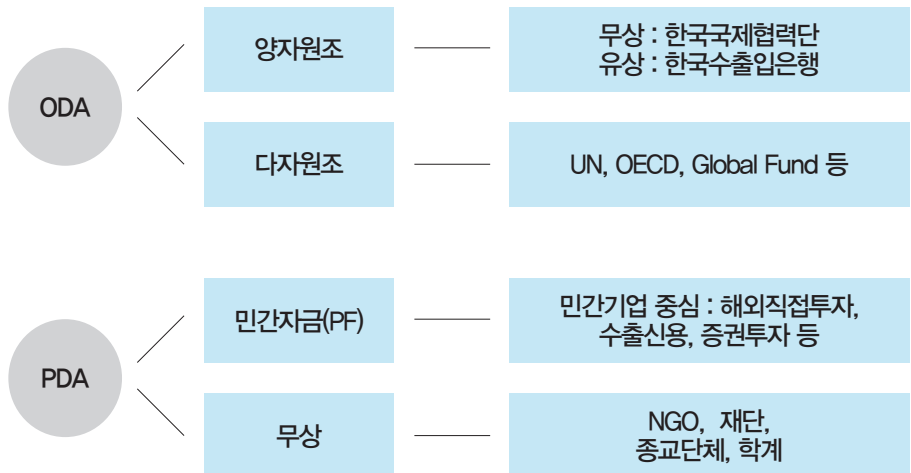 ODA
양자원조
무상 : 한국국제협력단
유상 : 한국수출입은행
다자원조
UN, OECD, Global Fund 등
PDA
민간자금(PF)
민간기업 중심 : 해외직접투자,
수출신용, 증권투자 등
무상
NGO, 재단,
종교단체, 학계